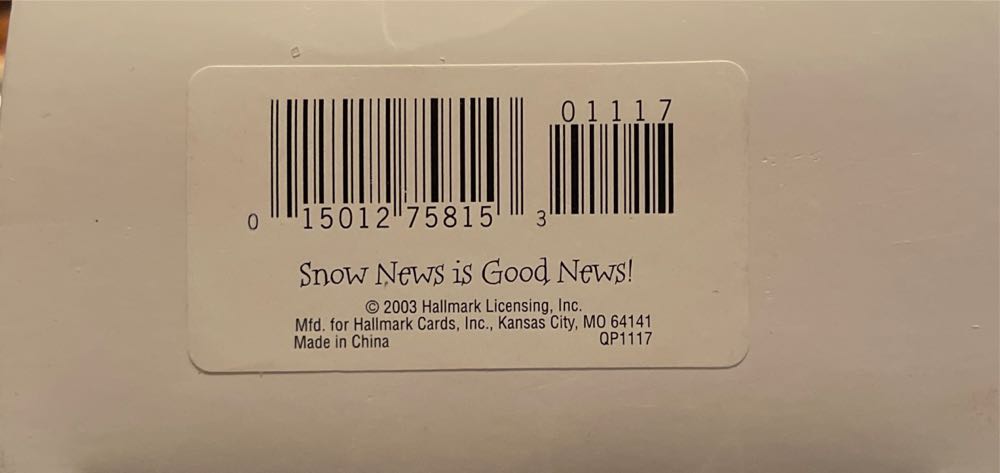 01117
0 15012 75815 3
Snow News is Good News!
© 2003 Hallmark Licensing, Inc.
Mfd. for Hallmark Cards, Inc., Kansas City, MO 64141
Made in China QP1117